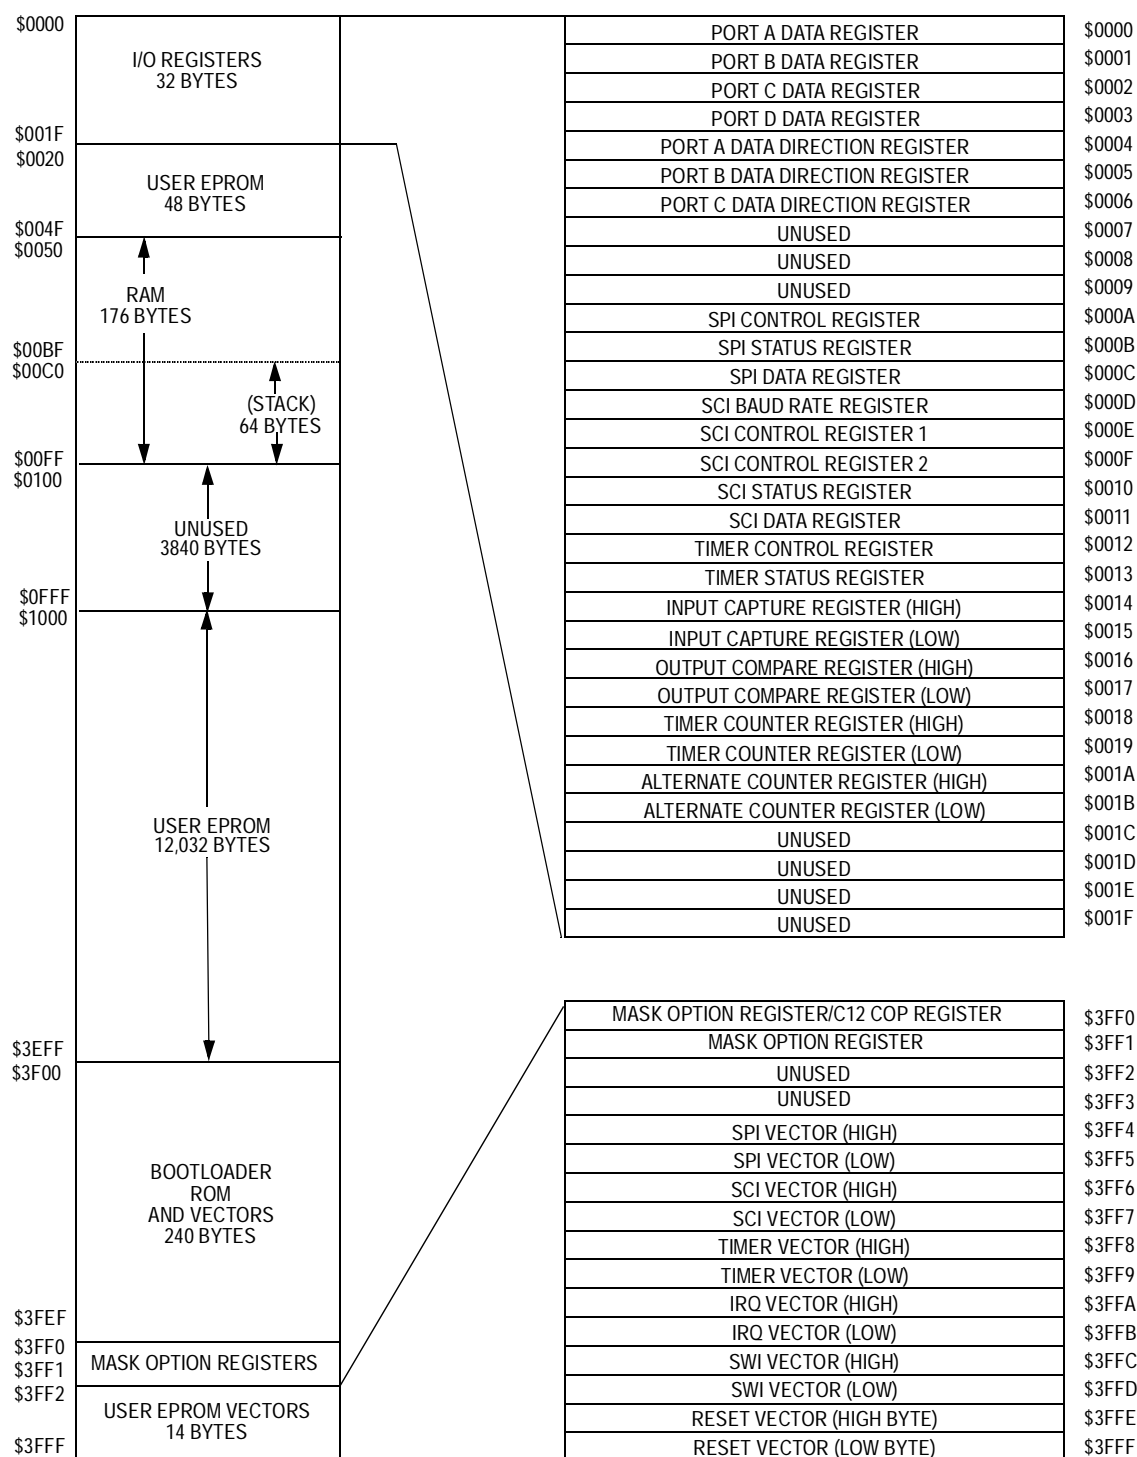 $0000
I/O REGISTERS
32 BYTES
$001F
$0020
USER EPROM
48 BYTES
$004F
$0050
RAM
176 BYTES
$00BF
$00C0
(STACK)
64 BYTES
$00FF
$0100
UNUSED
3840 BYTES
$0FFF
$1000
USER EPROM
12,032 BYTES
$3EFF
$3F00
BOOTLOADER
ROM
AND VECTORS
240 BYTES
$3FEF
$3FF0
MASK OPTION REGISTERS
$3FF1
$3FF2
USER EPROM VECTORS
14 BYTES
$3FFF
PORT A DATA REGISTER $0000
PORT B DATA REGISTER $0001
PORT C DATA REGISTER $0002
PORT D DATA REGISTER $0003
PORT A DATA DIRECTION REGISTER $0004
PORT B DATA DIRECTION REGISTER $0005
PORT C DATA DIRECTION REGISTER $0006
UNUSED $0007
UNUSED $0008
UNUSED $0009
SPI CONTROL REGISTER $000A
SPI STATUS REGISTER $000B
SPI DATA REGISTER $000C
SCI BAUD RATE REGISTER $000D
SCI CONTROL REGISTER 1 $000E
SCI CONTROL REGISTER 2 $000F
SCI STATUS REGISTER $0010
SCI DATA REGISTER $0011
TIMER CONTROL REGISTER $0012
TIMER STATUS REGISTER $0013
INPUT CAPTURE REGISTER (HIGH) $0014
INPUT CAPTURE REGISTER (LOW) $0015
OUTPUT COMPARE REGISTER (HIGH) $0016
OUTPUT COMPARE REGISTER (LOW) $0017
TIMER COUNTER REGISTER (HIGH) $0018
TIMER COUNTER REGISTER (LOW) $0019
ALTERNATE COUNTER REGISTER (HIGH) $001A
ALTERNATE COUNTER REGISTER (LOW) $001B
UNUSED $001C
UNUSED $001D
UNUSED $001E
UNUSED $001F
MASK OPTION REGISTER/C12 COP REGISTER $3FF0
MASK OPTION REGISTER $3FF1
UNUSED $3FF2
UNUSED $3FF3
SPI VECTOR (HIGH) $3FF4
SPI VECTOR (LOW) $3FF5
SCI VECTOR (HIGH) $3FF6
SCI VECTOR (LOW) $3FF7
TIMER VECTOR (HIGH) $3FF8
TIMER VECTOR (LOW) $3FF9
IRQ VECTOR (HIGH) $3FFA
IRQ VECTOR (LOW) $3FFB
SWI VECTOR (HIGH) $3FFC
SWI VECTOR (LOW) $3FFD
RESET VECTOR (HIGH BYTE) $3FFE
RESET VECTOR (LOW BYTE) $3FFF